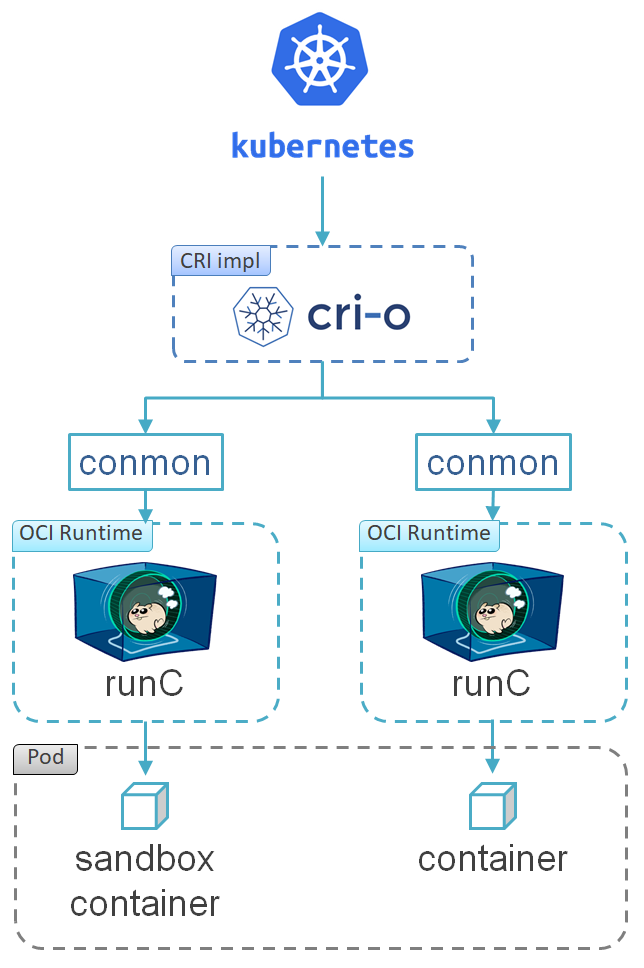 kubernetes
CRI impl
cri-o
conmon
conmon
OCI Runtime
OCI Runtime
runC
runC
Pod
sandbox
container
container